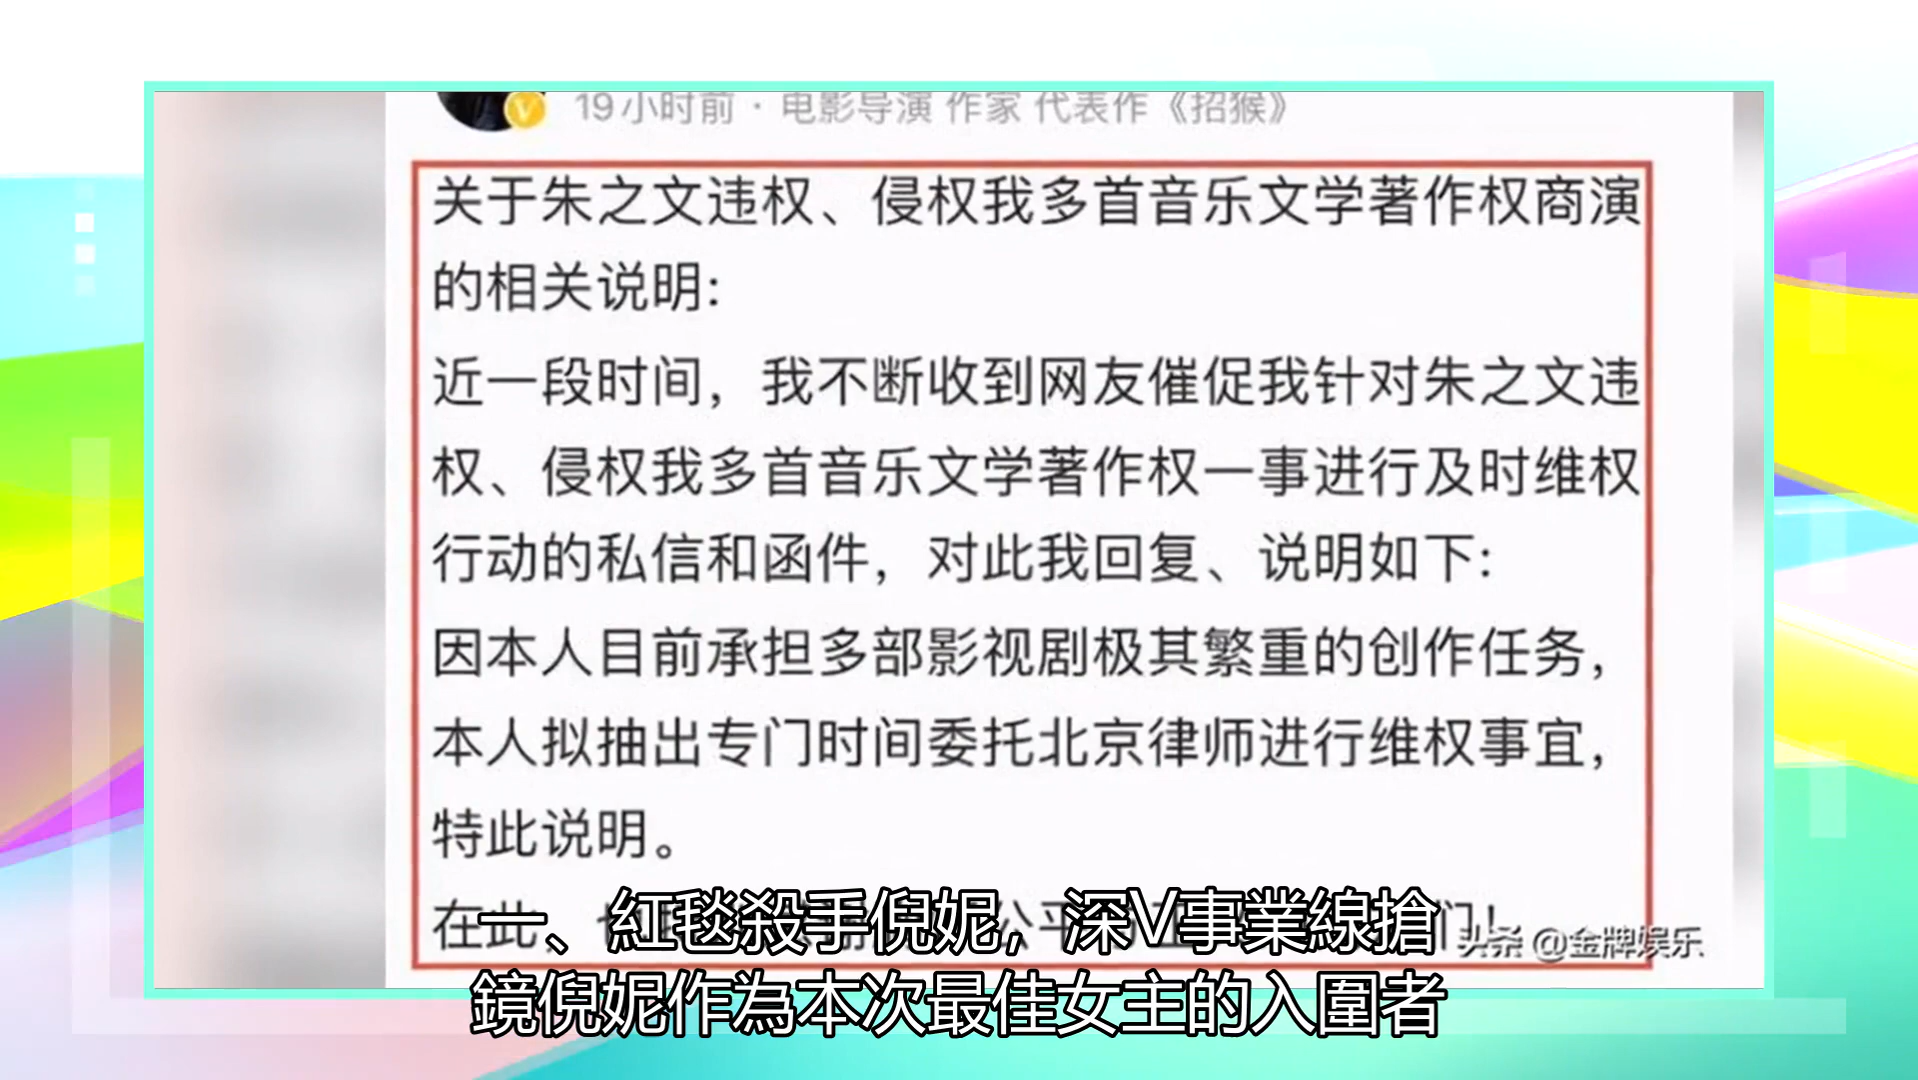 19小时前·电影导演 作家 代表作《招猴》
关于朱之文违权、侵权我多首音乐文学著作权商演
的相关说明:
近一段时间，我不断收到网友催促我针对朱之文违
权、侵权我多首音乐文学著作权一事进行及时维权
行动的私信和函件，对此我回复、说明如下:
因本人目前承担多部影视剧极其繁重的创作任务，
本人拟抽出专门时间委托北京律师进行维权事宜，
特此说明。
在此，
一、紅毯殺手倪妮，深V事業線搶
鏡倪妮作為本次最佳女主的入圍者
头条 @金牌娱乐